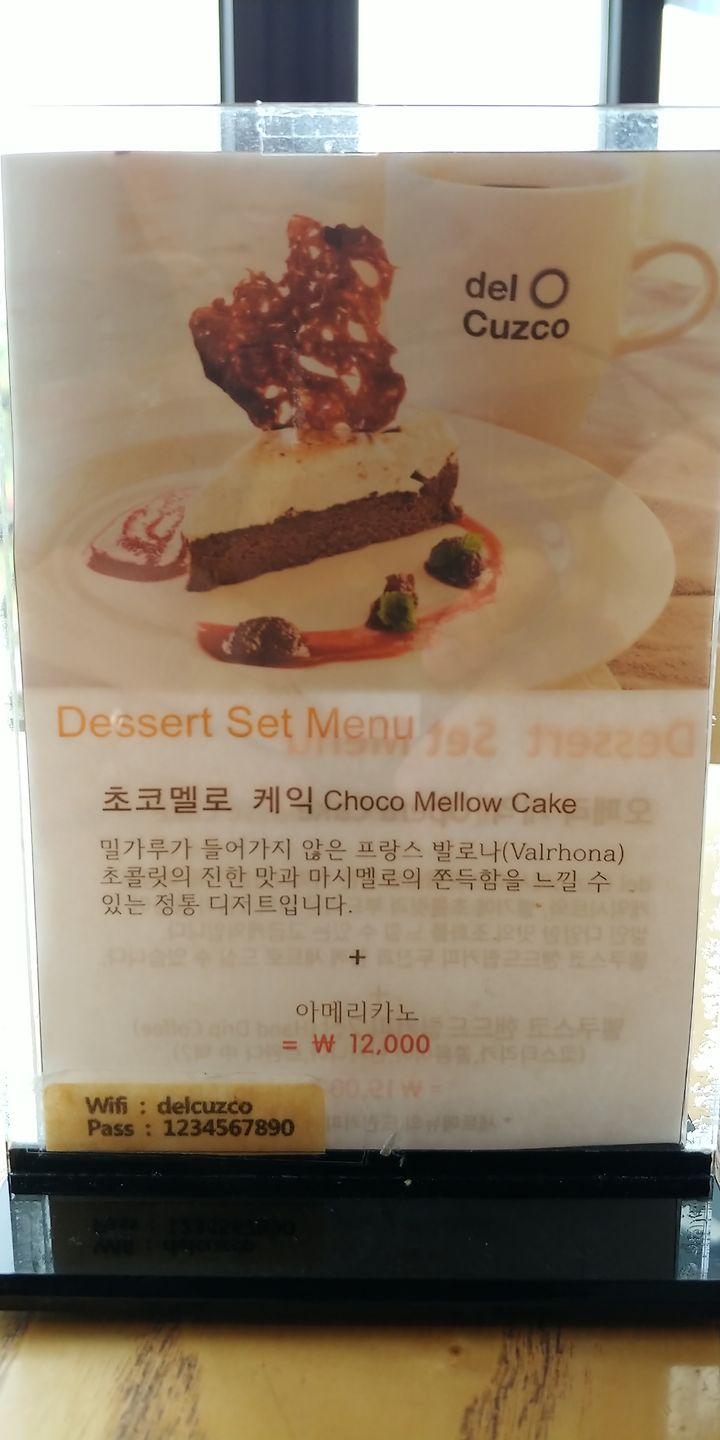 del O
Cuzco
Dessert Set Menu
초코멜로 케익 Choco Mellow Cake
밀가루가 들어가지 않은 프랑스 발로나(Valrhona)
초콜릿의 진한 맛과 마시멜로의 쫀득함을 느낄 수
있는 정통 디저트입니다.
+
아메리카노
= ₩ 12,000
Wifi : delcuzco
Pass : 1234567890